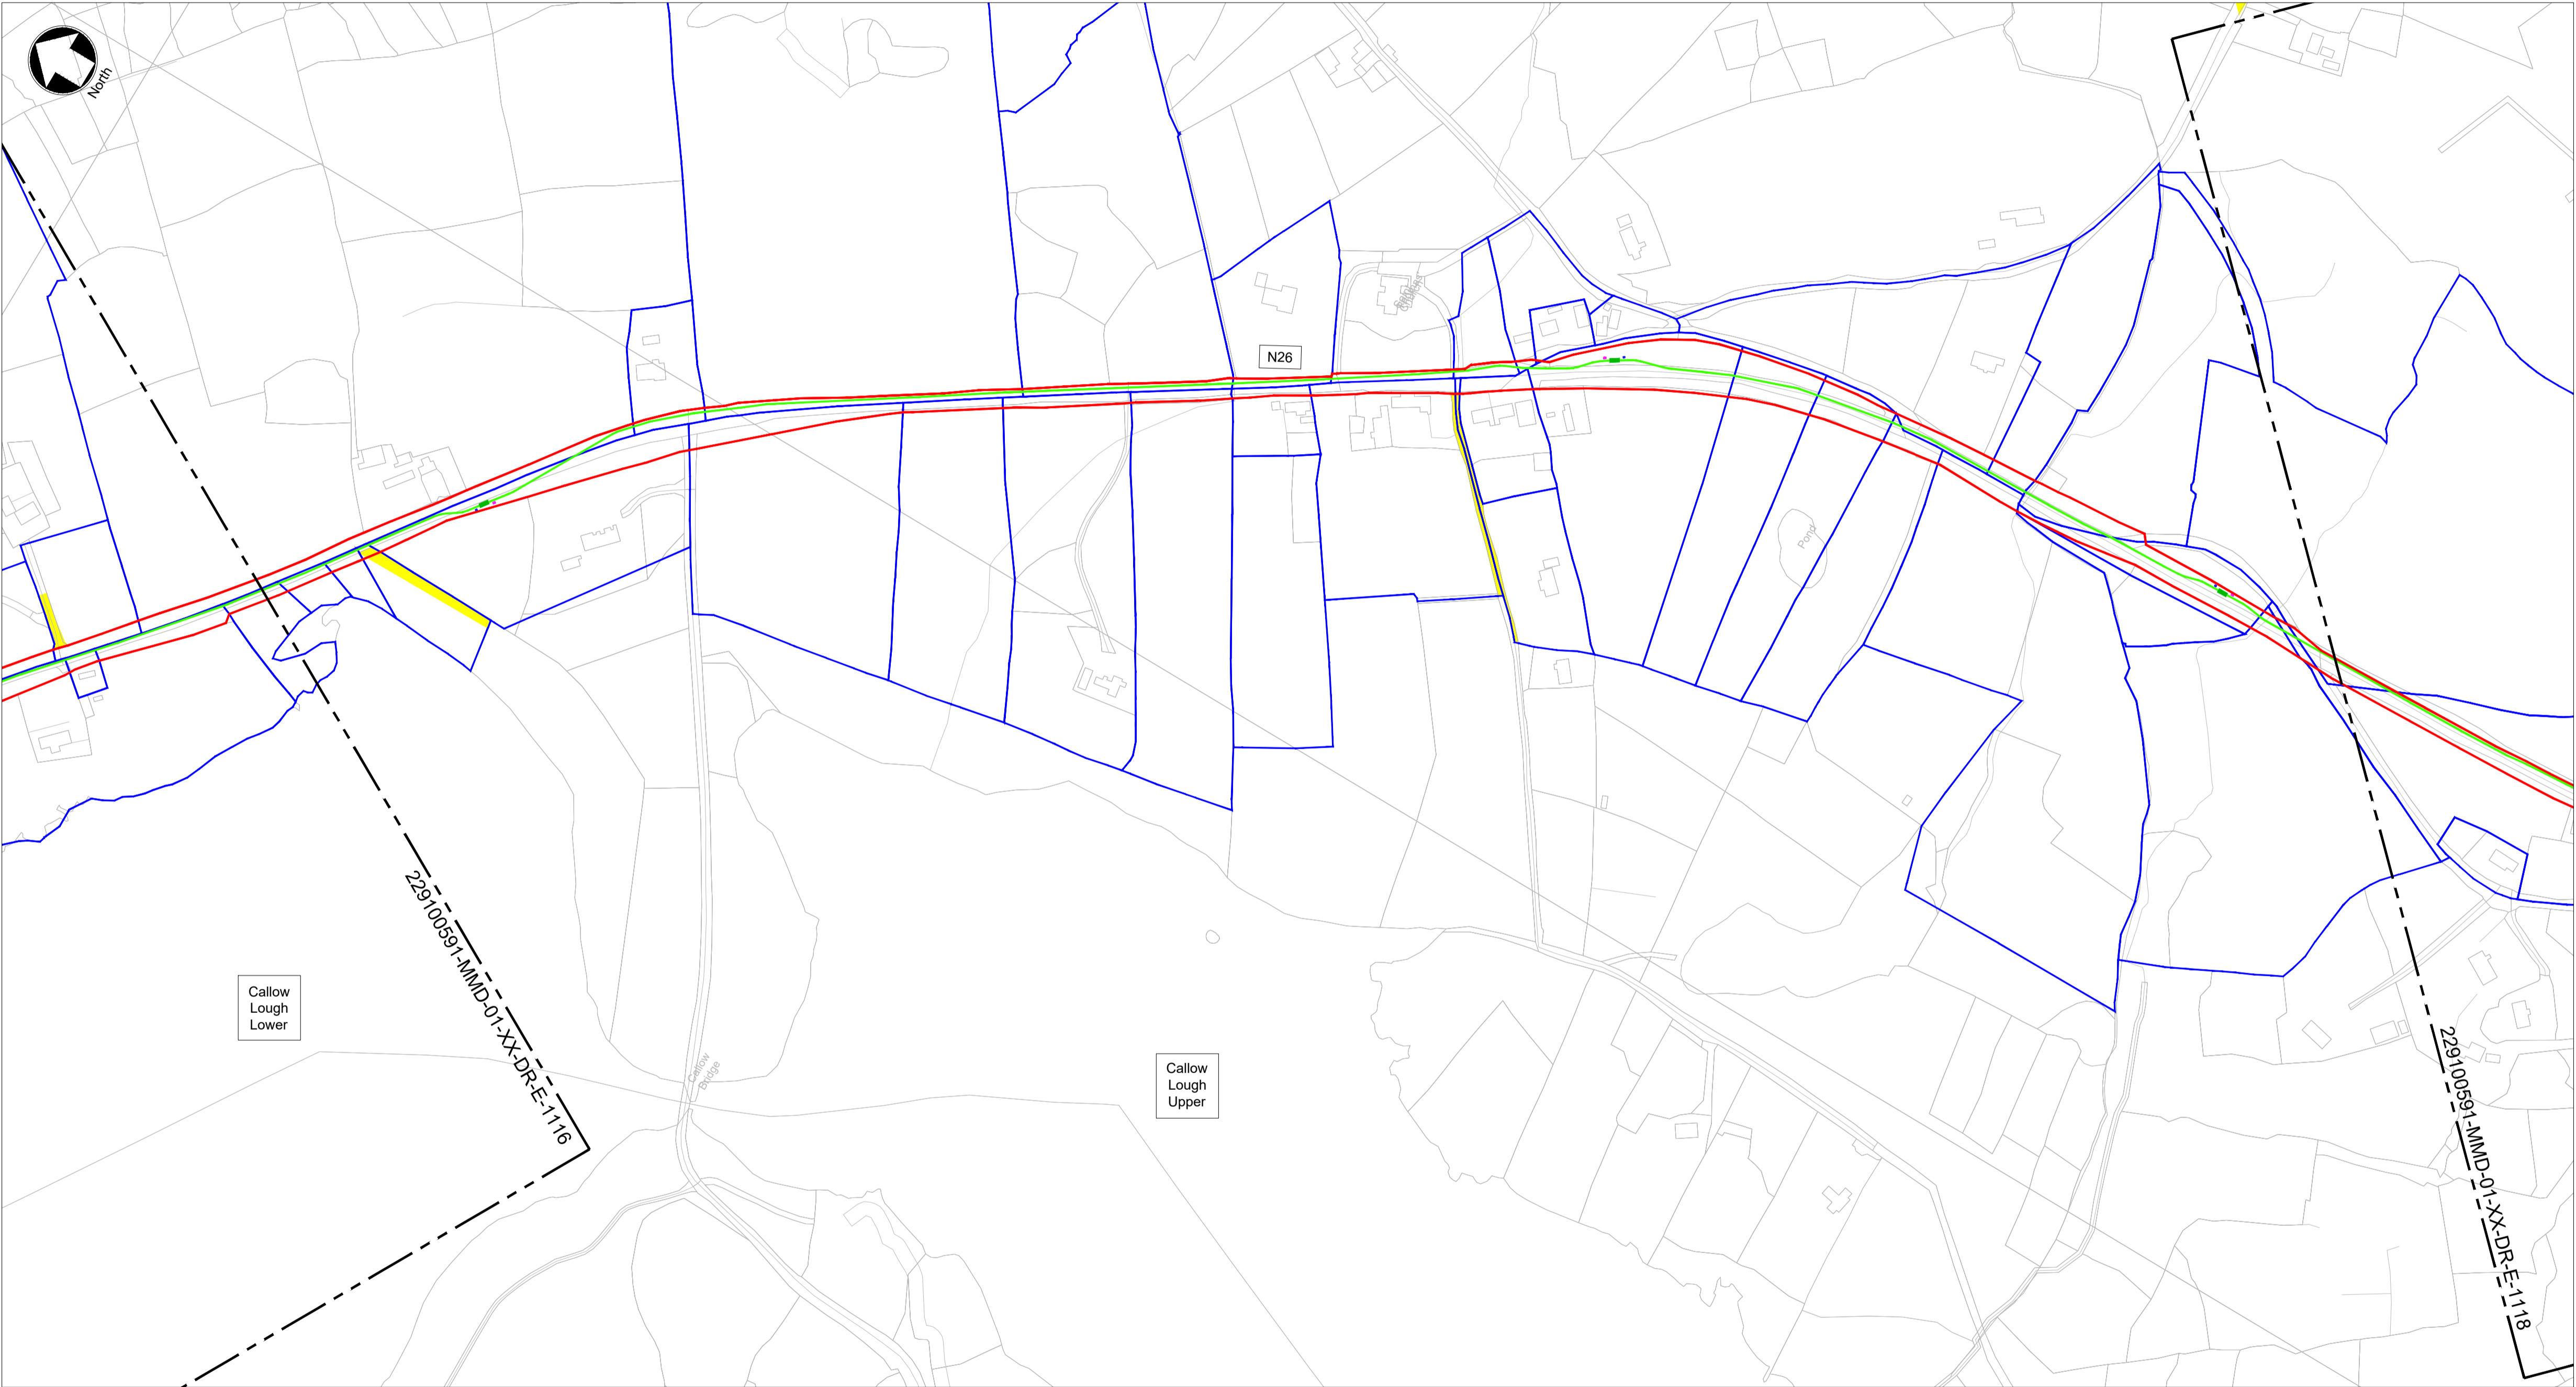 North
N26
Pond
229100591-MMD-01-XX-DR-E-1116
Callow
Lough
Lower
Callow
Bridge
Callow
Lough
Upper
229100591-MMD-01-XX-DR-E-1118